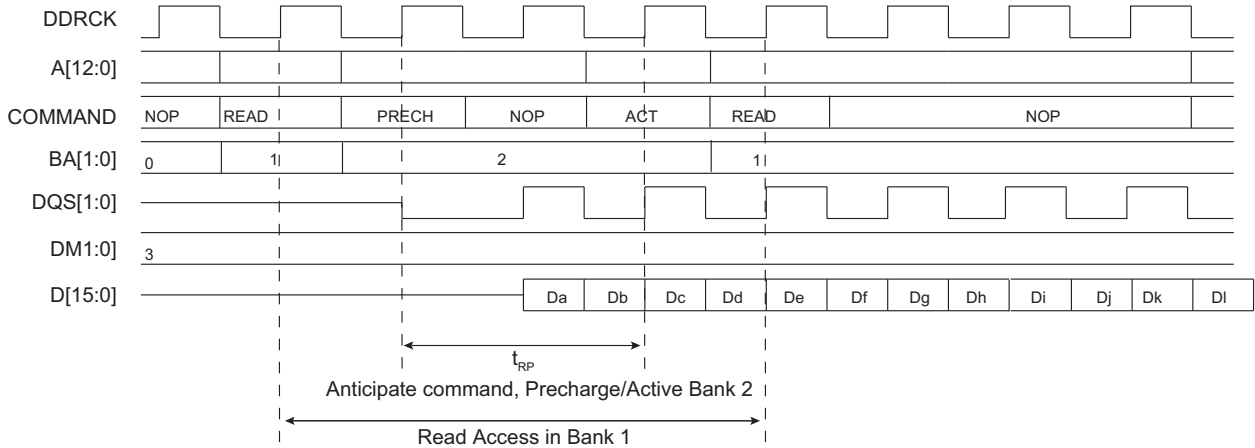 DDRCK
A[12:0]
COMMAND NOP READ PRECH NOP ACT READ NOP
BA[1:0] 0 1 2 1
DQS[1:0]
DM1:0] 3
D[15:0] Da Db Dc Dd De Df Dg Dh Di Dj Dk Dl
tRP
Anticipate command, Precharge/Active Bank 2
Read Access in Bank 1